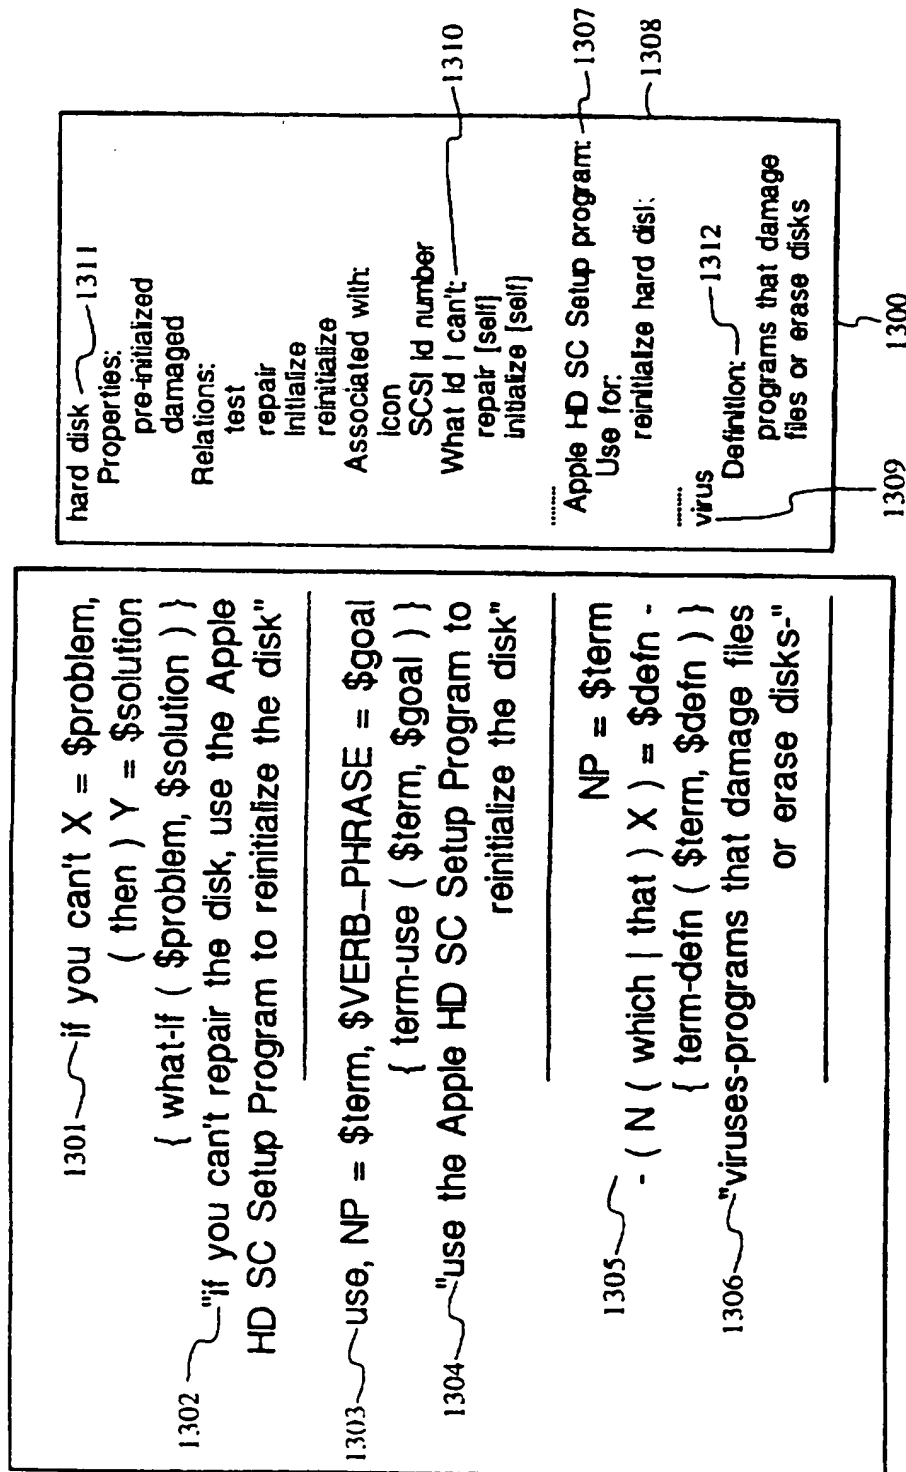 1301
if you can't X = $problem,
( then ) Y = $solution
{ what-if ( $problem, $solution ) }
1302
"if you can't repair the disk, use the Apple
HD SC Setup Program to reinitialize the disk"
1303
use, NP = $term, $VERB_PHRASE = $goal
{ term-use ( $term, $goal ) }
1304
"use the Apple HD SC Setup Program to
reinitialize the disk"
NP = $term
1305
- ( N ( which | that ) X ) = $defn -
{ term-defn ( $term, $defn ) }
1306
"viruses-programs that damage files
or erase disks-"
hard disk
1311
Properties:
pre-initialized
damaged
Relations:
test
repair
Initialize
reinitialize
Associated with:
icon
SCSI id number
What id I can't:
1310
repair [self]
initialize [self]
........
Apple HD SC Setup program:
1307
Use for:
reinitialize hard disl:
1308
........
virus
1309
Definition:
1312
programs that damage
files or erase disks
1300